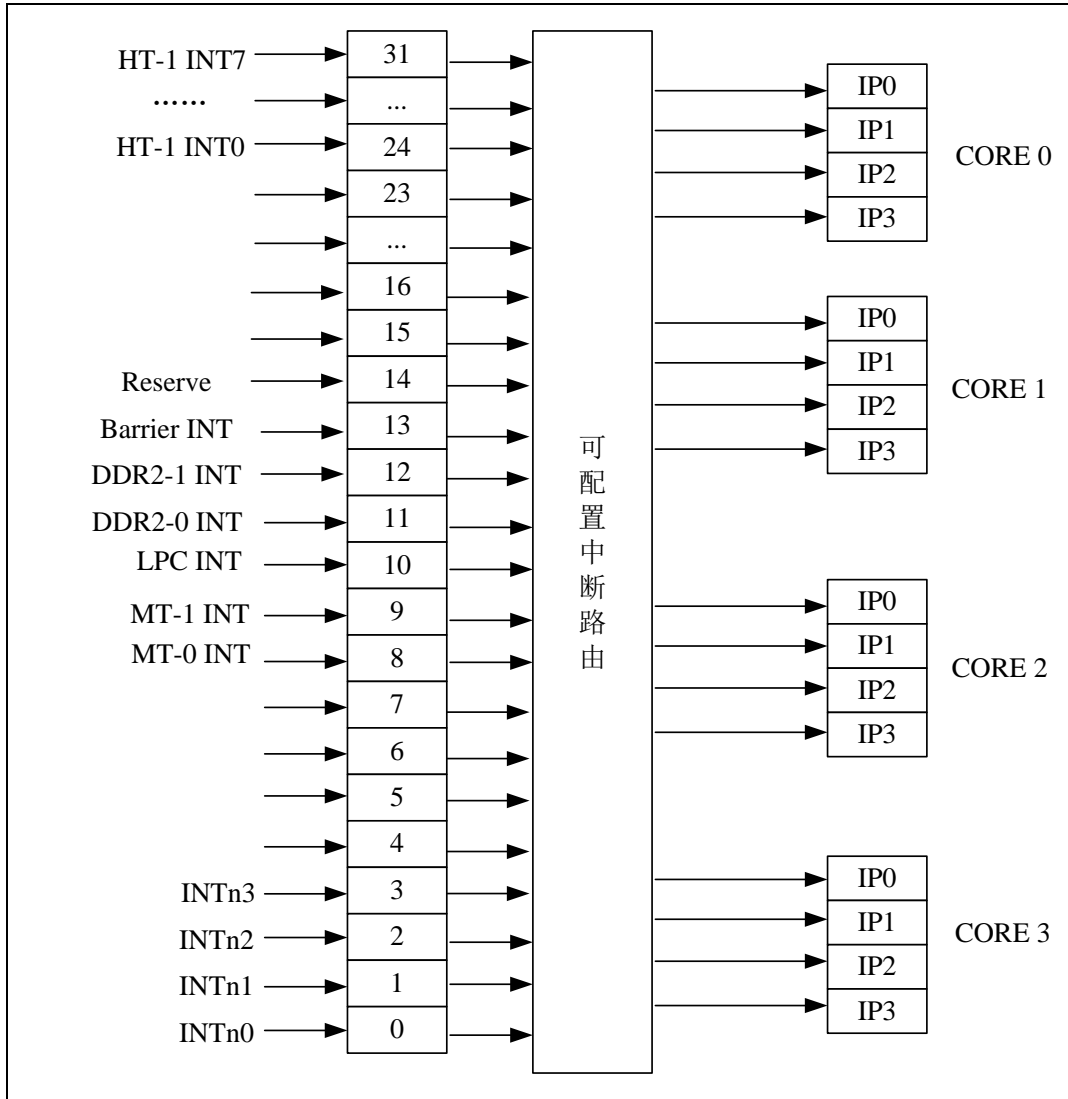 HT-1 INT7
31
......
...
HT-1 INT0
24
23
...
16
15
Reserve
14
Barrier INT
13
DDR2-1 INT
12
DDR2-0 INT
11
LPC INT
10
MT-1 INT
9
MT-0 INT
8
7
6
5
4
INTn3
3
INTn2
2
INTn1
1
INTn0
0
可配置中断路由
IP0
IP1
IP2
IP3
CORE 0
IP0
IP1
IP2
IP3
CORE 1
IP0
IP1
IP2
IP3
CORE 2
IP0
IP1
IP2
IP3
CORE 3